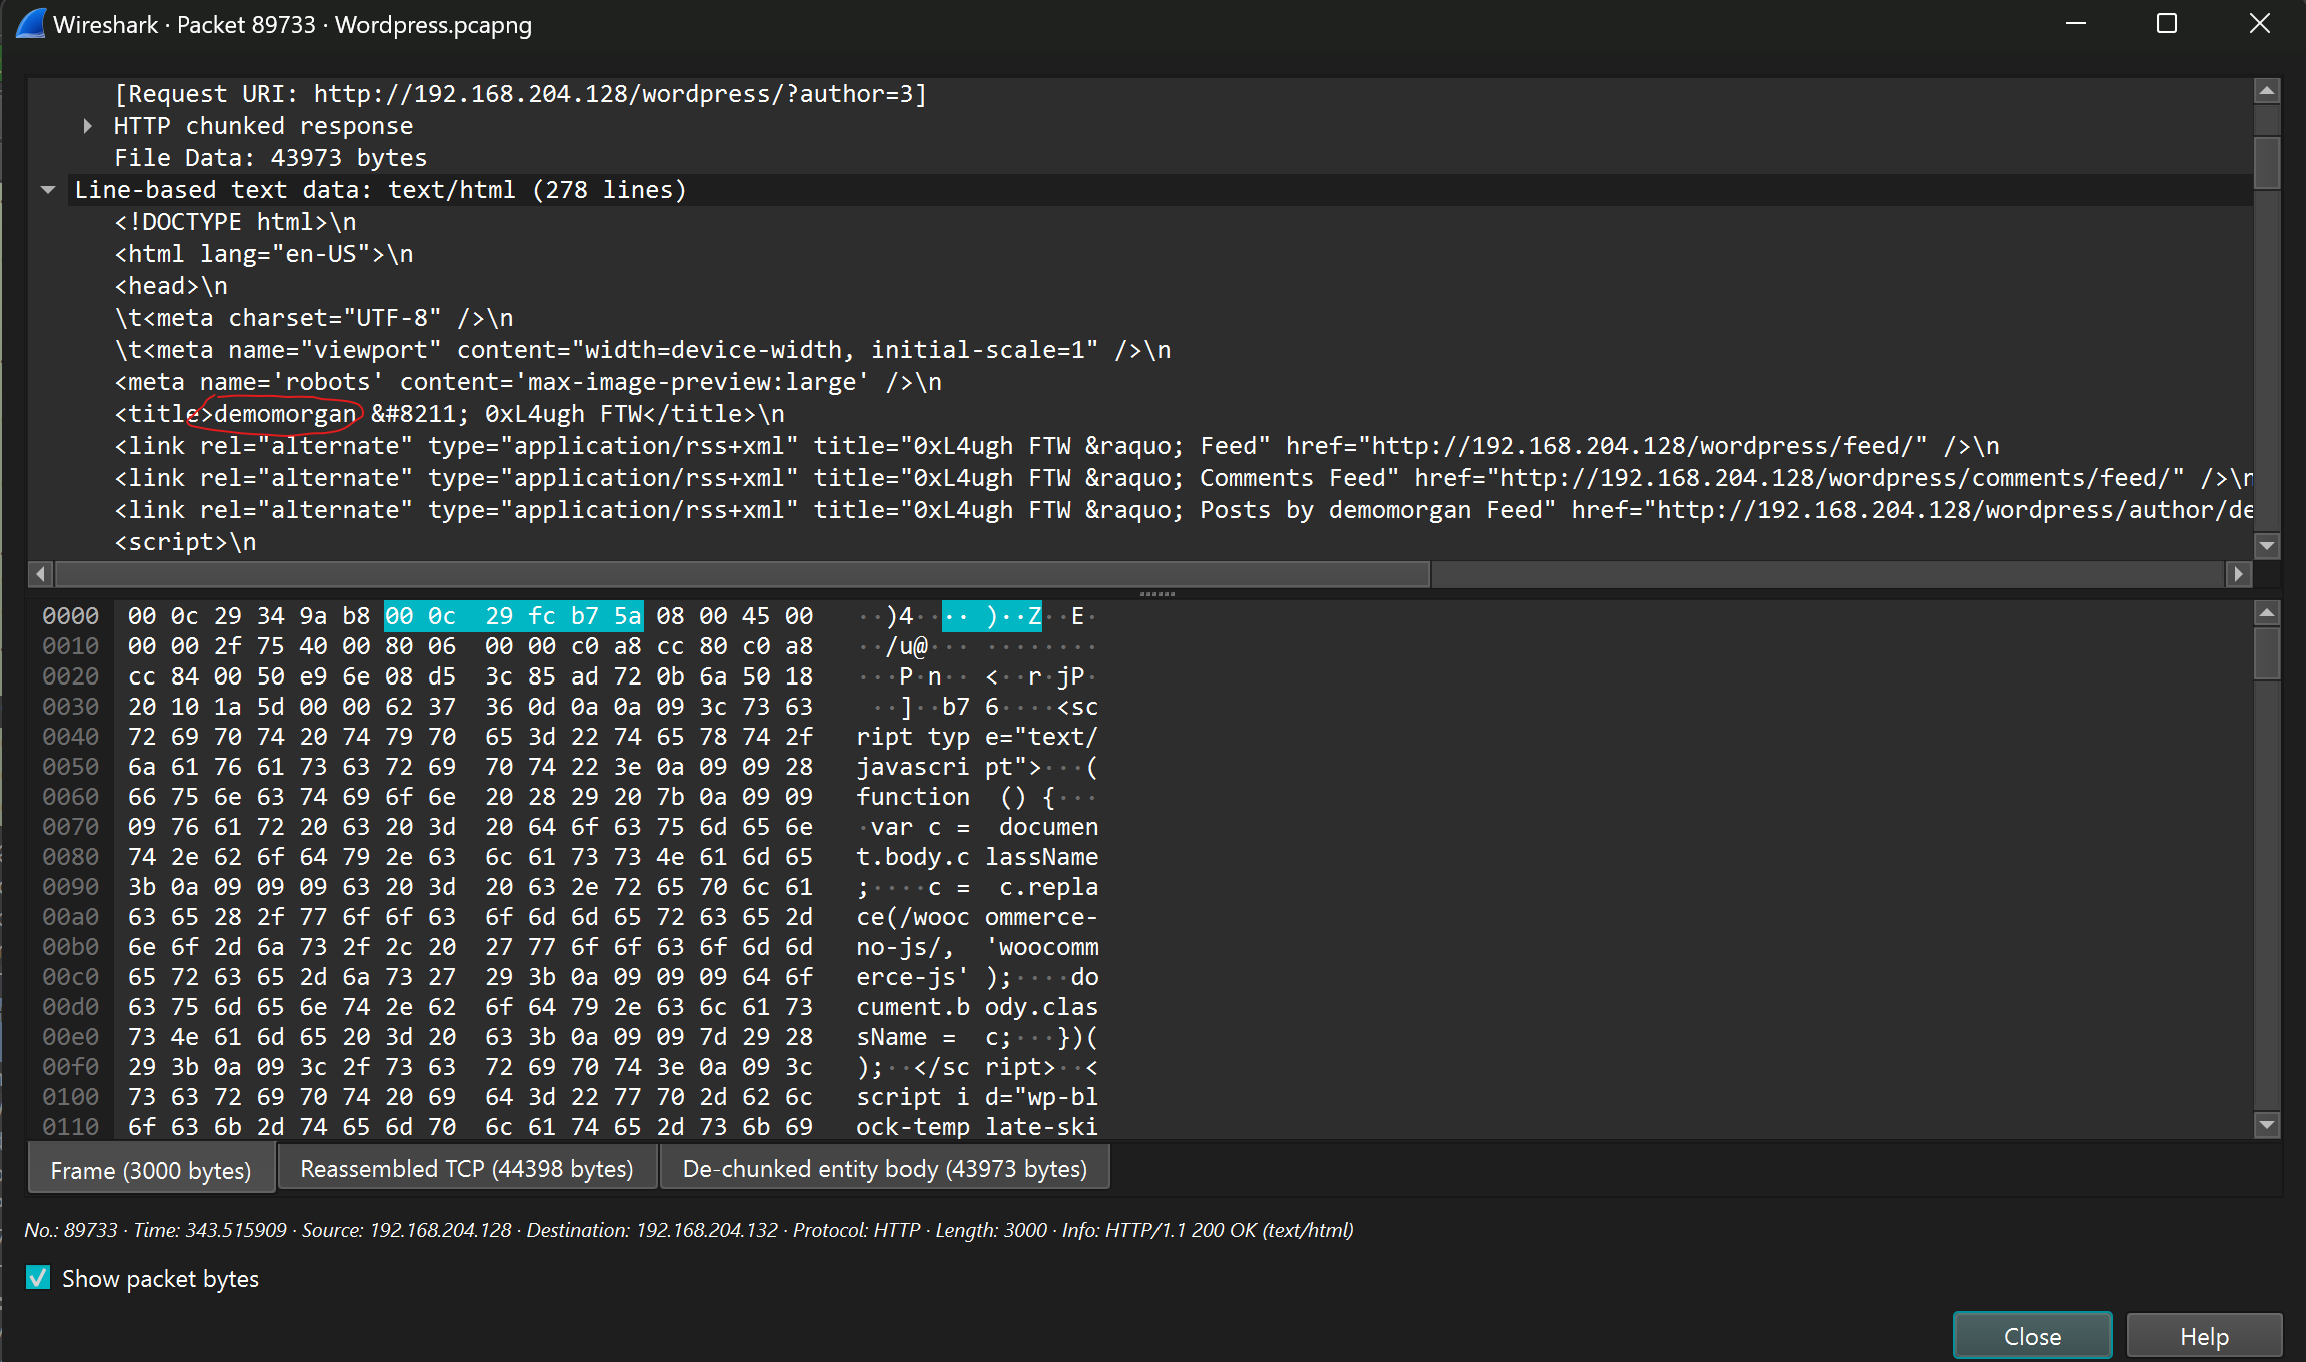 Wireshark · Packet 89733 · Wordpress.pcapng
[Request URI: http://192.168.204.128/wordpress/?author=3]
HTTP chunked response
File Data: 43973 bytes
Line-based text data: text/html (278 lines)
<!DOCTYPE html>\n
<html lang="en-US">\n
<head>\n
\t<meta charset="UTF-8" />\n
\t<meta name="viewport" content="width=device-width, initial-scale=1" />\n
<meta name='robots' content='max-image-preview:large' />\n
<title>demomorgan &#8211; 0xL4ugh FTW</title>\n
<link rel="alternate" type="application/rss+xml" title="0xL4ugh FTW &raquo; Feed" href="http://192.168.204.128/wordpress/feed/" />\n
<link rel="alternate" type="application/rss+xml" title="0xL4ugh FTW &raquo; Comments Feed" href="http://192.168.204.128/wordpress/comments/feed/" />\n
<link rel="alternate" type="application/rss+xml" title="0xL4ugh FTW &raquo; Posts by demomorgan Feed" href="http://192.168.204.128/wordpress/author/de
<script>\n
0000 00 0c 29 34 9a b8 00 0c 29 fc b7 5a 08 00 45 00 ··)4·· ··)··Z··E·
0010 00 00 2f 75 40 00 80 06 00 00 c0 a8 cc 80 c0 a8 ··/u@··· ········
0020 cc 84 00 50 e9 6e 08 d5 3c 85 ad 72 0b 6a 50 18 ···P·n·· <··r·jP·
0030 20 10 1a 5d 00 00 62 37 36 0d 0a 0a 09 3c 73 63 ··]··b7 6····<sc
0040 72 69 70 74 20 74 79 70 65 3d 22 74 65 78 74 2f ript typ e="text/
0050 6a 61 76 61 73 63 72 69 70 74 22 3e 0a 09 09 28 javascri pt">···(
0060 66 75 6e 63 74 69 6f 6e 20 28 29 20 7b 0a 09 09 function () {···
0070 09 76 61 72 20 63 20 3d 20 64 6f 63 75 6d 65 6e ·var c = documen
0080 74 2e 62 6f 64 79 2e 63 6c 61 73 73 4e 61 6d 65 t.body.c lassName
0090 3b 0a 09 09 09 63 20 3d 20 63 2e 72 65 70 6c 61 ;····c = c.repla
00a0 63 65 28 2f 77 6f 6f 63 6f 6d 6d 65 72 63 65 2d ce(/wooc ommerce-
00b0 6e 6f 2d 6a 73 2f 2c 20 27 77 6f 6f 63 6f 6d 6d no-js/, 'woocomm
00c0 65 72 63 65 2d 6a 73 27 29 3b 0a 09 09 09 64 6f erce-js' );····do
00d0 63 75 6d 65 6e 74 2e 62 6f 64 79 2e 63 6c 61 73 cument.b ody.clas
00e0 73 4e 61 6d 65 20 3d 20 63 3b 0a 09 09 7d 29 28 sName = c;···})(
00f0 29 3b 0a 09 3c 2f 73 63 72 69 70 74 3e 0a 09 3c );··</sc ript>··<
0100 73 63 72 69 70 74 20 69 64 3d 22 77 70 2d 62 6c script i d="wp-bl
0110 6f 63 6b 2d 74 65 6d 70 6c 61 74 65 2d 73 6b 69 ock-temp late-ski
Frame (3000 bytes) Reassembled TCP (44398 bytes) De-chunked entity body (43973 bytes)
No.: 89733 · Time: 343.515909 · Source: 192.168.204.128 · Destination: 192.168.204.132 · Protocol: HTTP · Length: 3000 · Info: HTTP/1.1 200 OK (text/html)
Show packet bytes
Close Help